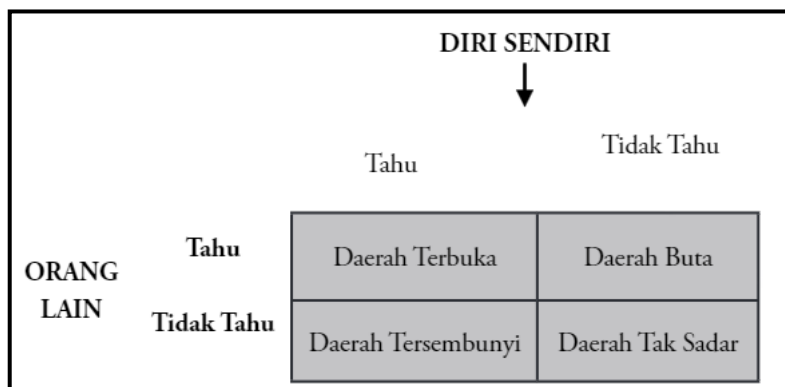 DIRI SENDIRI
Tahu
Tidak Tahu
ORANG LAIN
Tahu
Daerah Terbuka
Daerah Buta
Tidak Tahu
Daerah Tersembunyi
Daerah Tak Sadar